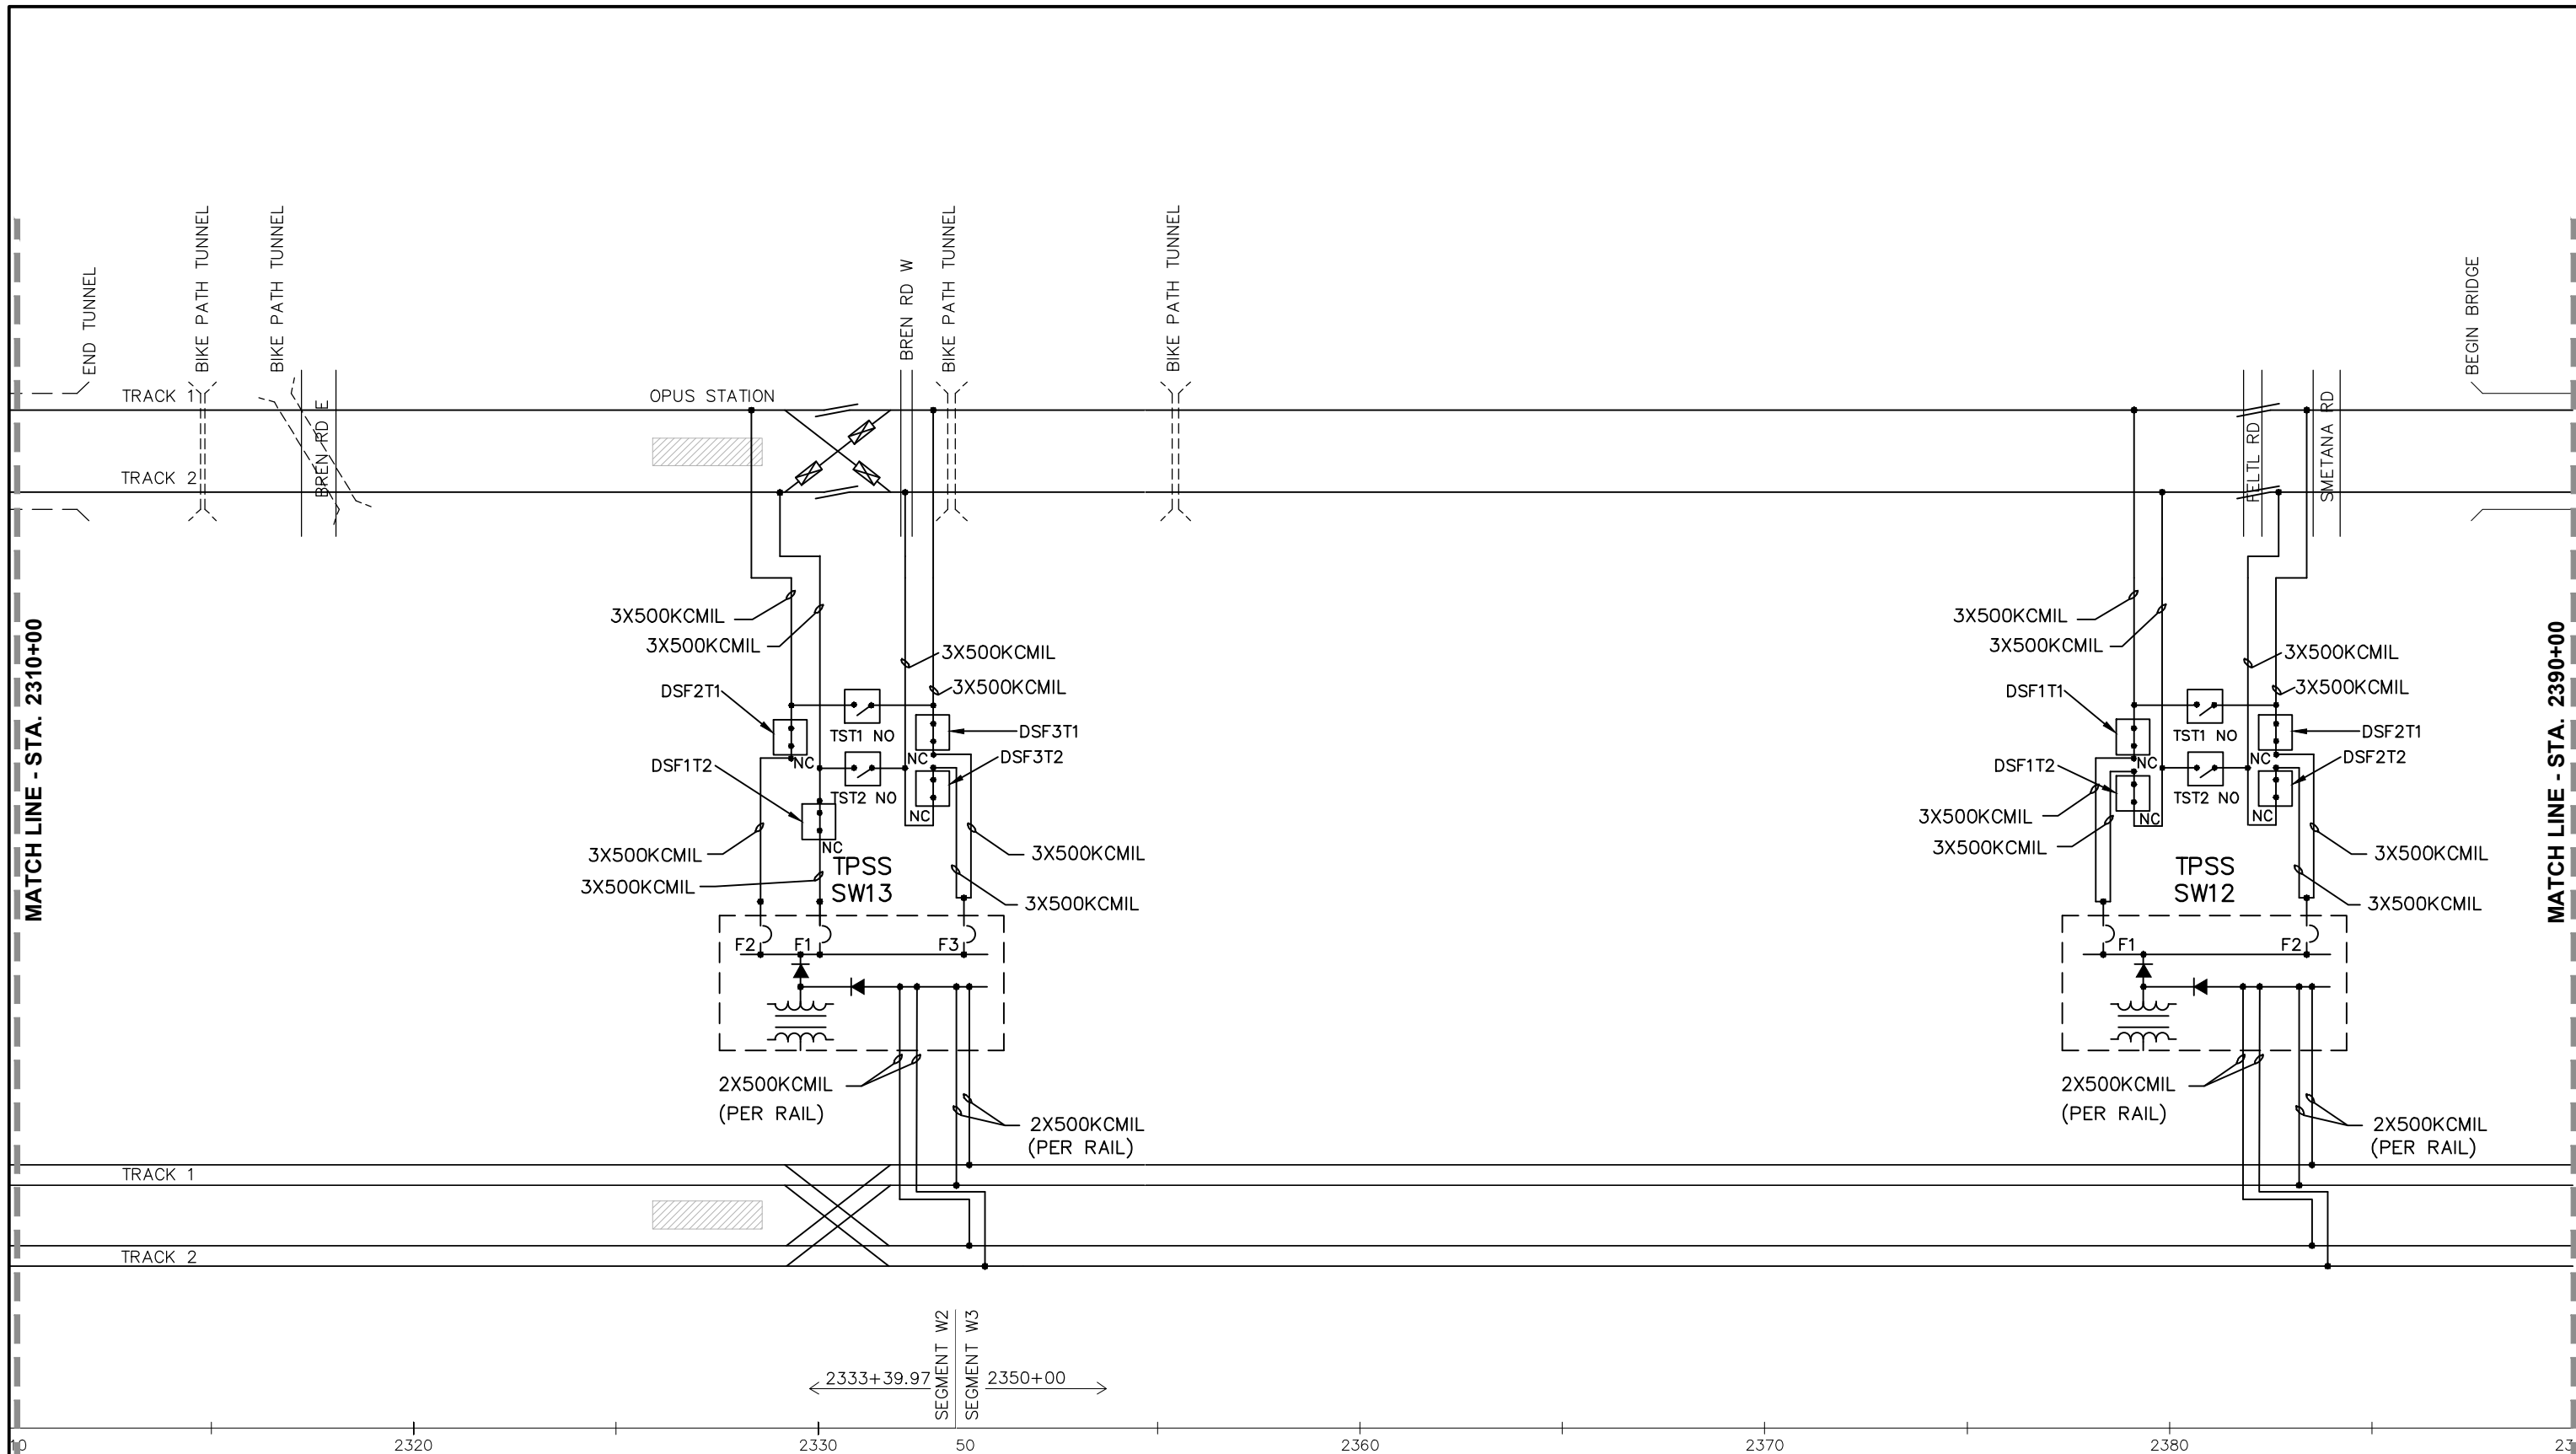 END TUNNEL
BIKE PATH TUNNEL
BIKE PATH TUNNEL
BREN RD E
BREN RD W
BIKE PATH TUNNEL
BIKE PATH TUNNEL
FELTL RD
SMETANA RD
BEGIN BRIDGE
TRACK 1
OPUS STATION
TRACK 2
MATCH LINE - STA. 2310+00
MATCH LINE - STA. 2390+00
3X500KCMIL
3X500KCMIL
3X500KCMIL
3X500KCMIL
DSF2T1
TST1 NO
DSF3T1
NC
NC
DSF3T2
DSF1T2
TST2 NO
NC
NC
3X500KCMIL
3X500KCMIL
3X500KCMIL
3X500KCMIL
TPSS
SW13
F2
F1
F3
2X500KCMIL
(PER RAIL)
2X500KCMIL
(PER RAIL)
3X500KCMIL
3X500KCMIL
3X500KCMIL
3X500KCMIL
DSF1T1
TST1 NO
DSF2T1
NC
NC
DSF2T2
DSF1T2
TST2 NO
NC
NC
3X500KCMIL
3X500KCMIL
3X500KCMIL
3X500KCMIL
TPSS
SW12
F1
F2
2X500KCMIL
(PER RAIL)
2X500KCMIL
(PER RAIL)
TRACK 1
TRACK 2
SEGMENT W2
SEGMENT W3
2333+39.97
2350+00
2320
2330
50
2360
2370
2380